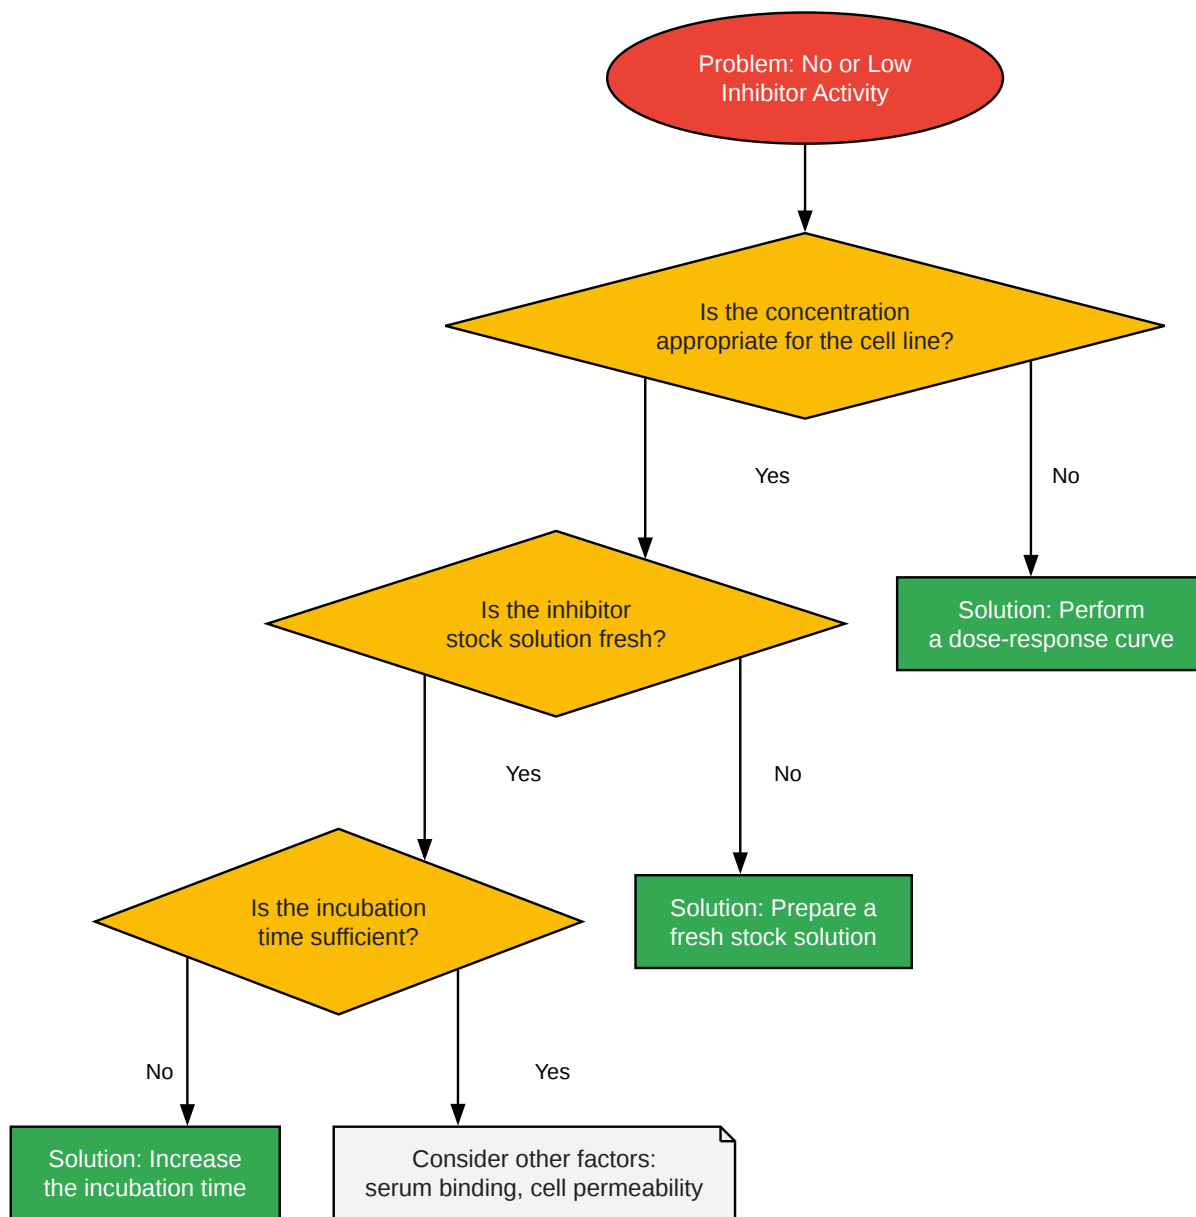 Problem: No or Low
Inhibitor Activity
Is the concentration
appropriate for the cell line?
Yes
No
Is the inhibitor
stock solution fresh?
Solution: Perform
a dose-response curve
Yes
No
Is the incubation
time sufficient?
Solution: Prepare a
fresh stock solution
No
Yes
Solution: Increase
the incubation time
Consider other factors:
serum binding, cell permeability